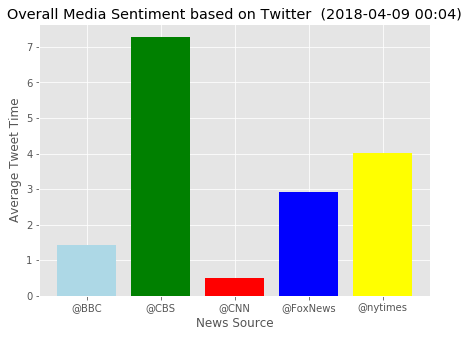 Overall Media Sentiment based on Twitter  (2018-04-09 00:04)
Average Tweet Time
7
6
5
4
3
2
1
0
@BBC @CBS @CNN @FoxNews @nytimes
News Source